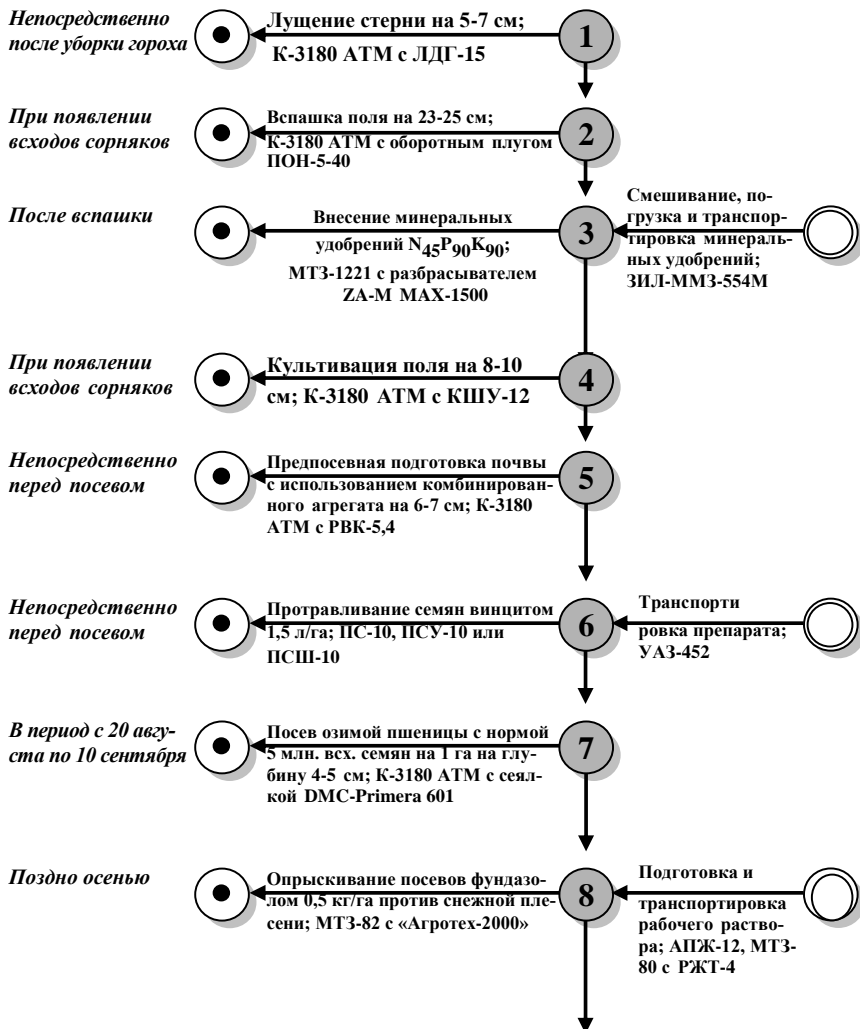 Непосредственно
после уборки гороха
Лущение стерни на 5-7 см;
К-3180 АТМ с ЛДГ-15
1
При появлении
всходов сорняков
Вспашка поля на 23-25 см;
К-3180 АТМ с оборотным плугом
ПОН-5-40
2
После вспашки
Внесение минеральных
удобрений N45P90K90;
МТЗ-1221 с разбрасывателем
ZA-M MAX-1500
3
Смешивание, по-
грузка и транспор-
тировка минераль-
ных удобрений;
ЗИЛ-ММЗ-554М
При появлении
всходов сорняков
Культивация поля на 8-10
см; К-3180 АТМ с КШУ-12
4
Непосредственно
перед посевом
Предпосевная подготовка почвы
с использованием комбинирован-
ного агрегата на 6-7 см; К-3180
АТМ с РВК-5,4
5
Непосредственно
перед посевом
Протравливание семян винцитом
1,5 л/га; ПС-10, ПСУ-10 или
ПСШ-10
6
Транспорти
ровка препарата;
УАЗ-452
В период с 20 авгу-
ста по 10 сентября
Посев озимой пшеницы с нормой
5 млн. всх. семян на 1 га на глу-
бину 4-5 см; К-3180 АТМ с сеял-
кой DMC-Primera 601
7
Поздно осенью
Опрыскивание посевов фундазо-
лом 0,5 кг/га против снежной пле-
сени; МТЗ-82 с «Агротех-2000»
8
Подготовка и
транспортировка
рабочего раство-
ра; АПЖ-12, МТЗ-
80 с РЖТ-4